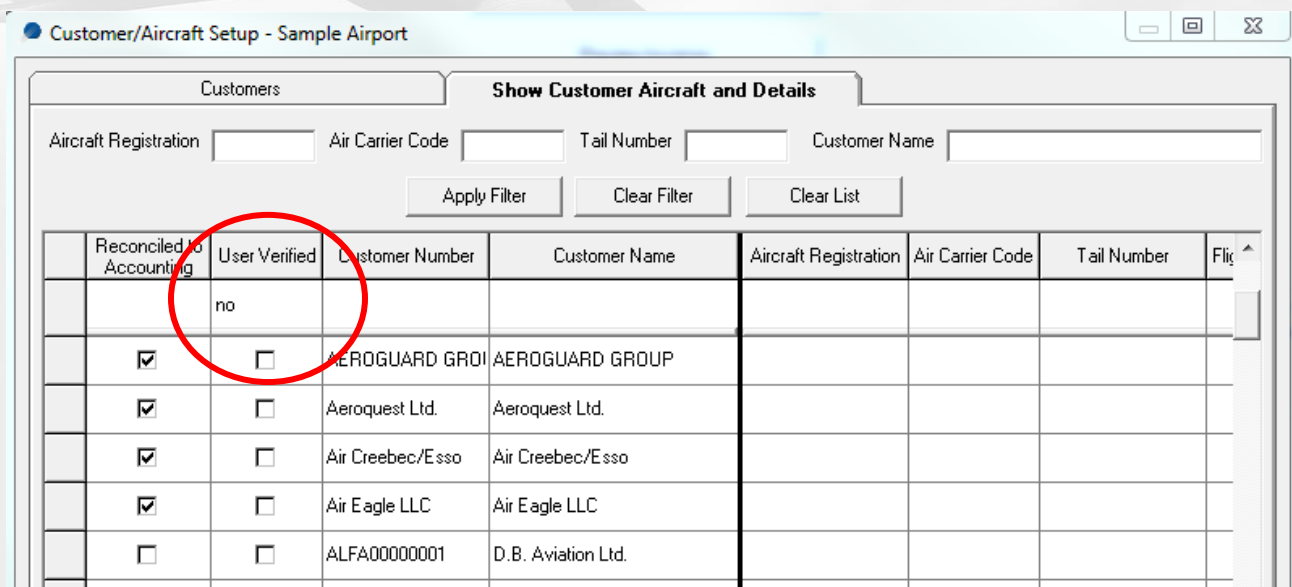 Customer/Aircraft Setup - Sample Airport
Customers Show Customer Aircraft and Details
Aircraft Registration Air Carrier Code Tail Number Customer Name
Apply Filter Clear Filter Clear List
Reconciled to Accounting User Verified Customer Number Customer Name Aircraft Registration Air Carrier Code Tail Number Flig
no
AEROGUARD GROU AEROGUARD GROUP
Aeroquest Ltd. Aeroquest Ltd.
Air Creebec/Esso Air Creebec/Esso
Air Eagle LLC Air Eagle LLC
ALFA00000001 D.B. Aviation Ltd.